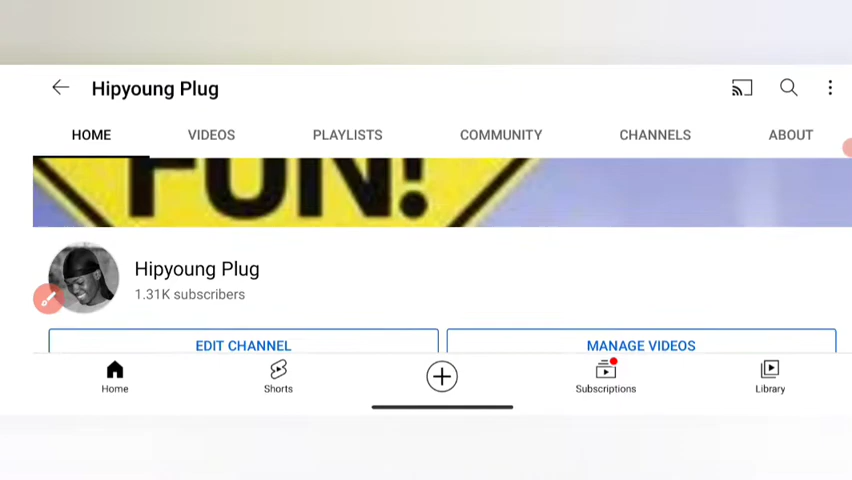 Hipyoung Plug
HOME VIDEOS PLAYLISTS COMMUNITY CHANNELS ABOUT
FUN!
Hipyoung Plug
1.31K subscribers
EDIT CHANNEL MANAGE VIDEOS
Home Shorts Subscriptions Library